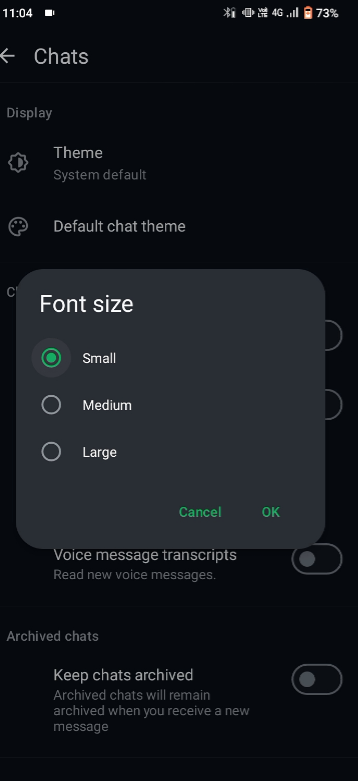 11:04 4G 73%
Chats
Display
Theme
System default
Default chat theme
Font size
Small
Medium
Large
Cancel OK
Voice message transcripts
Read new voice messages.
Archived chats
Keep chats archived
Archived chats will remain
archived when you receive a new
message